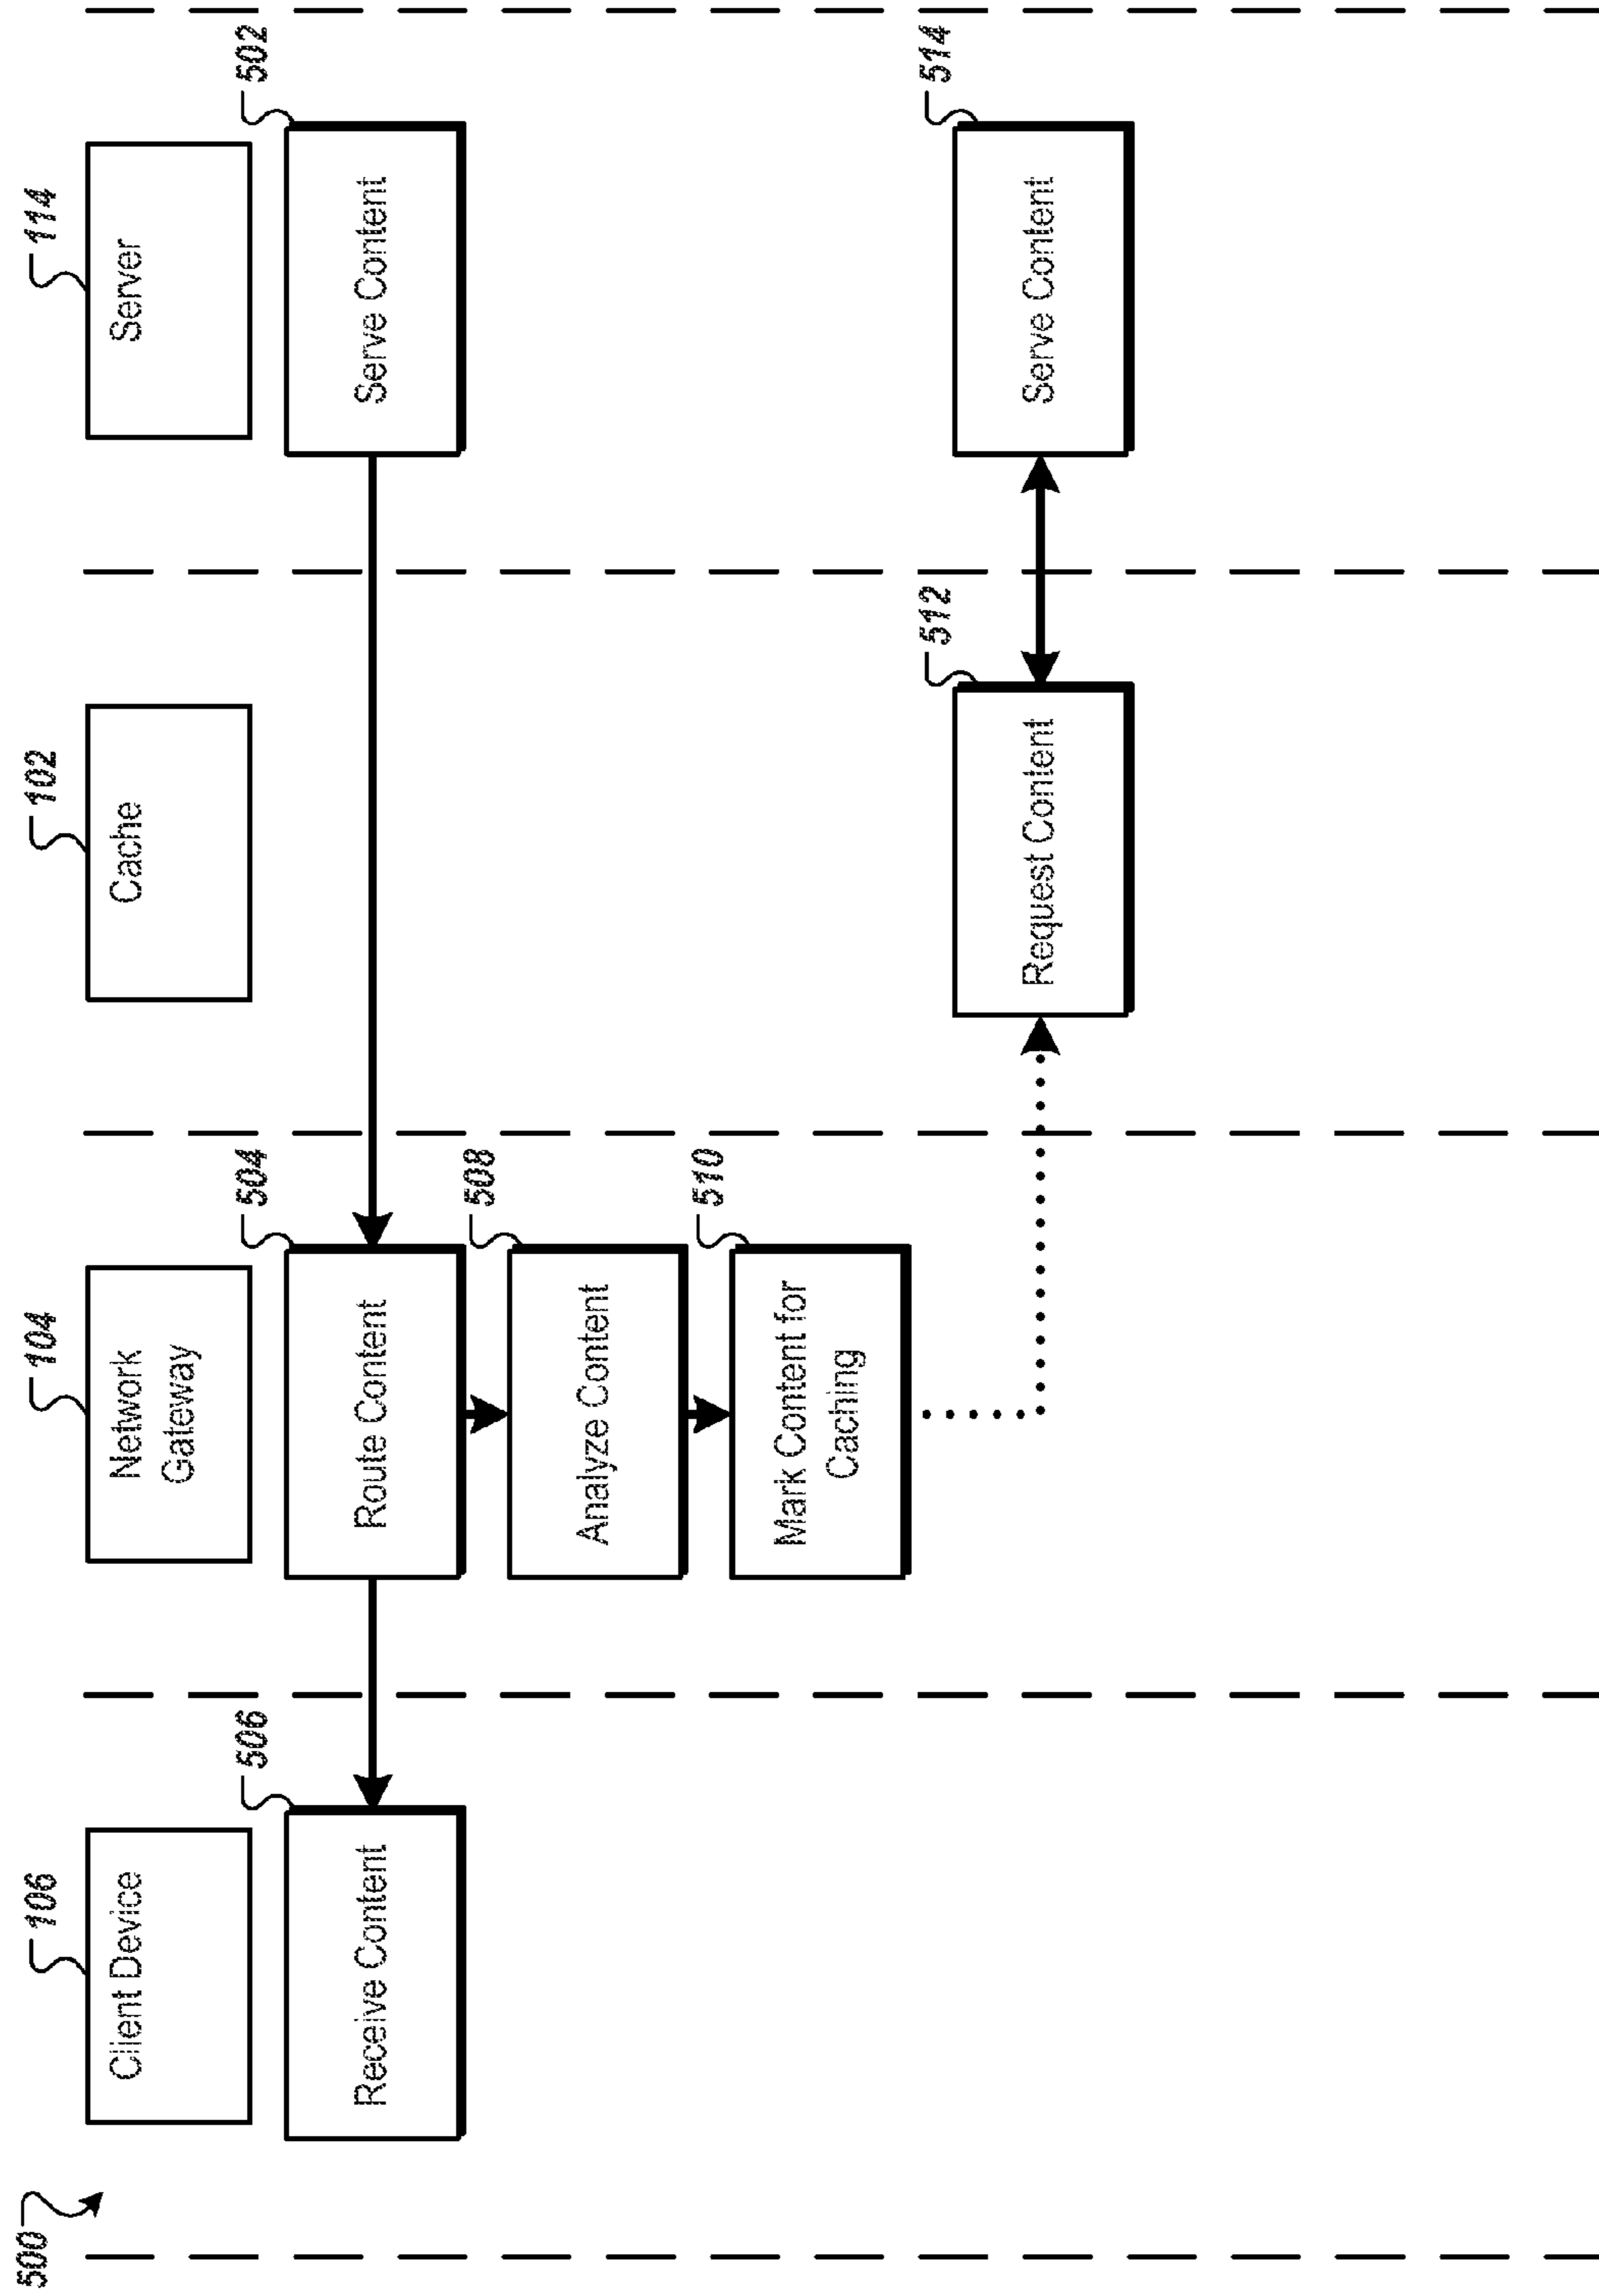 500
106
Client Device
104
Network
Gateway
102
Cache
114
Server
506
Receive Content
504
Route Content
502
Serve Content
508
Analyze Content
510
Mark Content for
Caching
512
Request Content
514
Serve Content